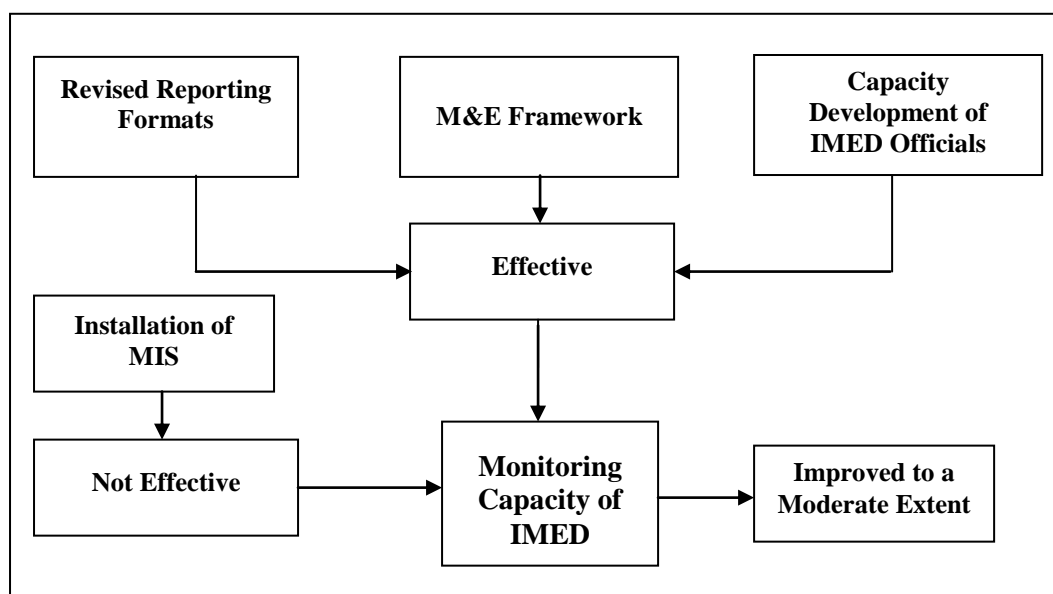 Revised Reporting
Formats
M&E Framework
Capacity
Development of
IMED Officials
Effective
Installation of
MIS
Not Effective
Monitoring
Capacity of
IMED
Improved to a
Moderate Extent